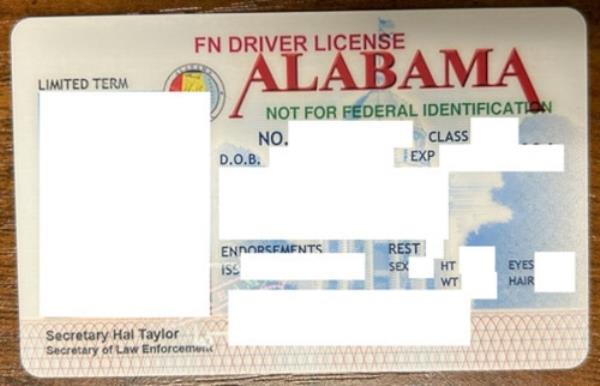 FN DRIVER LICENSE
ALABAMA
LIMITED TERM
NOT FOR FEDERAL IDENTIFICATION
NO. CLASS
D.O.B. EXP
ENDORSEMENTS REST
ISS SEX HT EYES
WT HAIR
Secretary Hal Taylor
Secretary of Law Enforcement